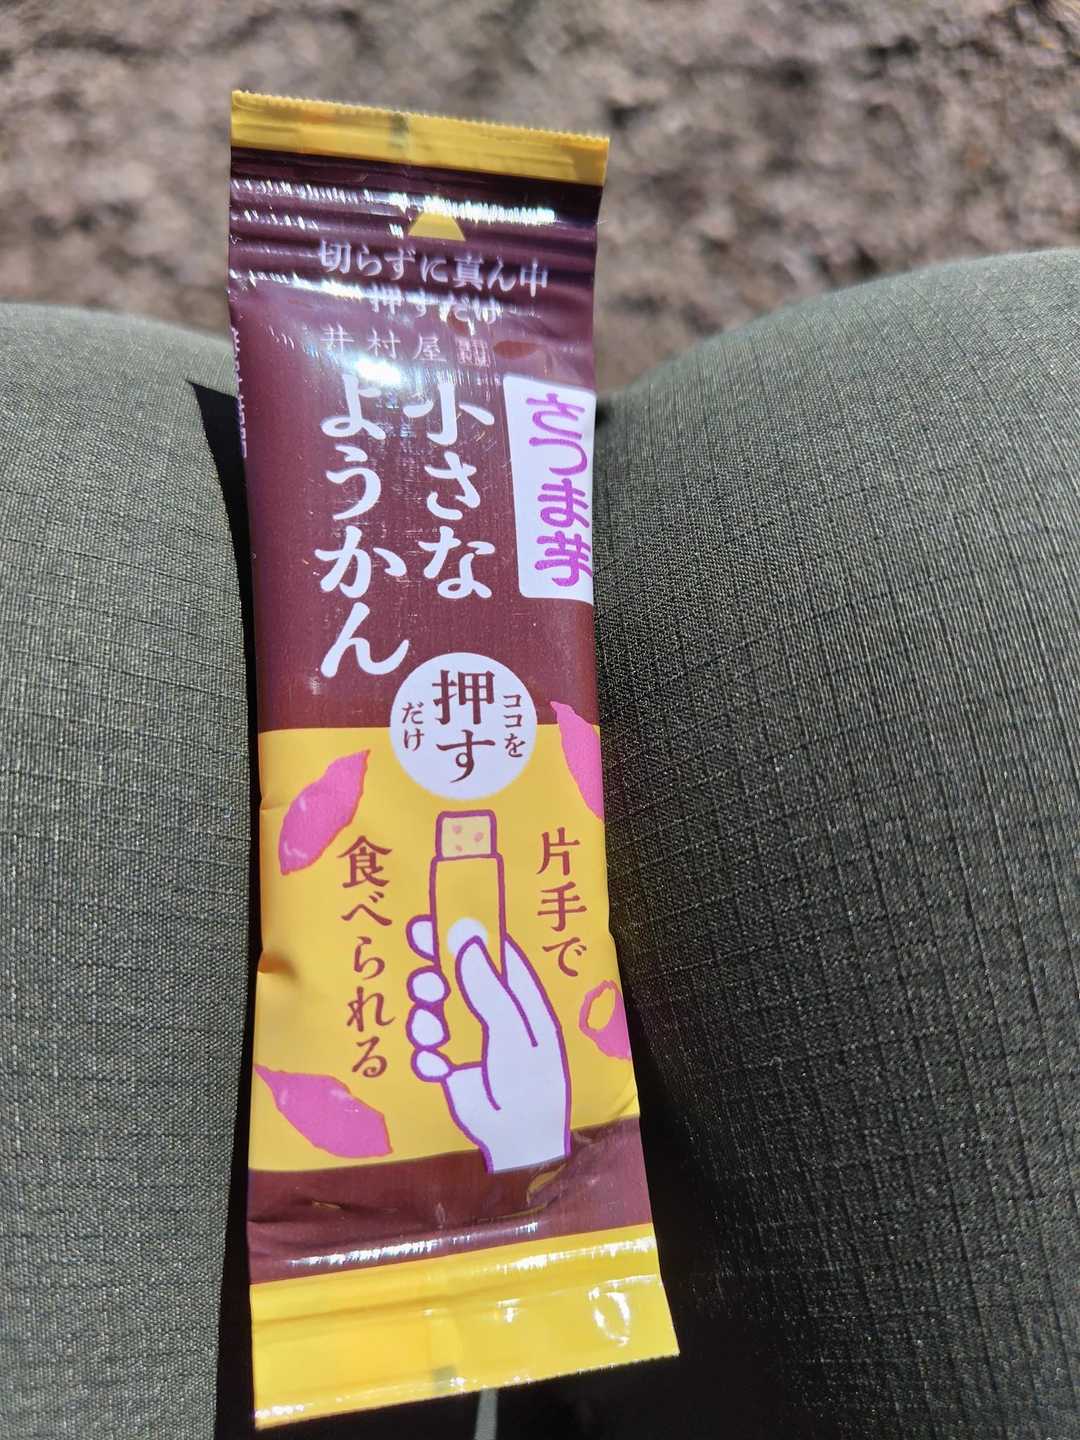 切らずに真ん中
押すだけ
井村屋
さつま芋
小さな
ようかん
ココを
押す
だけ
片手で
食べられる